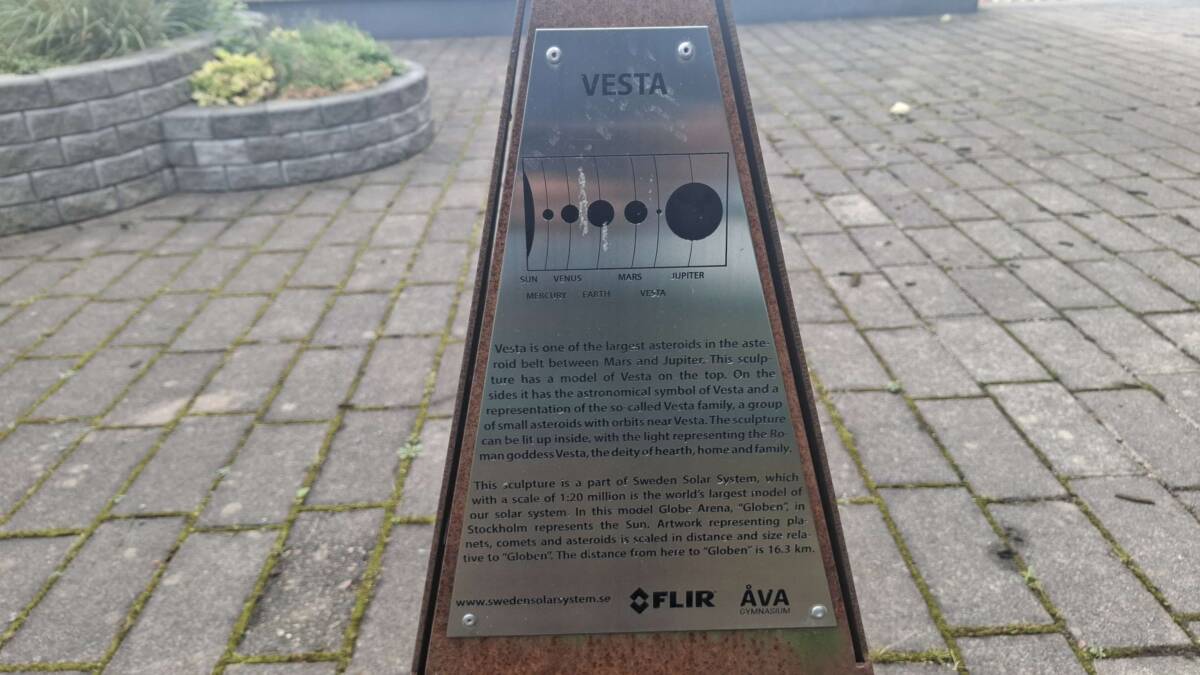 VESTA
SUN VENUS MARS JUPITER
MERCURY EARTH VESTA
Vesta is one of the largest asteroids in the aste-
roid belt between Mars and Jupiter. This sculp-
ture has a model of Vesta on the top. On the
sides it has the astronomical symbol of Vesta and a
representation of the so-called Vesta family, a group
of small asteroids with orbits near Vesta. The sculpture
can be lit up inside, with the light representing the Ro-
man goddess Vesta, the deity of hearth, home and family.
This sculpture is a part of Sweden Solar System, which
with a scale of 1:20 million is the world's largest model of
our solar system. In this model Globe Arena, "Globen", in
Stockholm represents the Sun. Artwork representing pla-
nets, comets and asteroids is scaled in distance and size rela-
tive to "Globen". The distance from here to "Globen" is 16.3 km.
www.swedensolarsystem.se FLIR ÅVA
GYMNASIUM